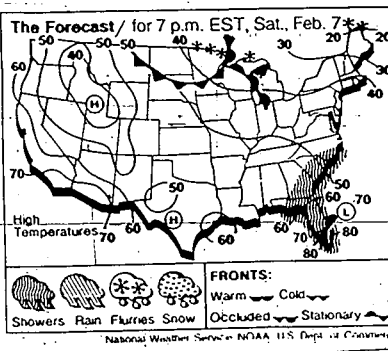 The Forecast / for 7 p.m. EST, Sat., Feb. 7
50 50 50 40 30 20 20
60 40 30
40
H
70 50 60 70
L
High
Temperatures
H
70 60 60 60 70 80
80
Showers Rain Flurries Snow
FRONTS:
Warm Cold
Occluded Stationary
National Weather Service NOAA U.S. Dept. of Commerce